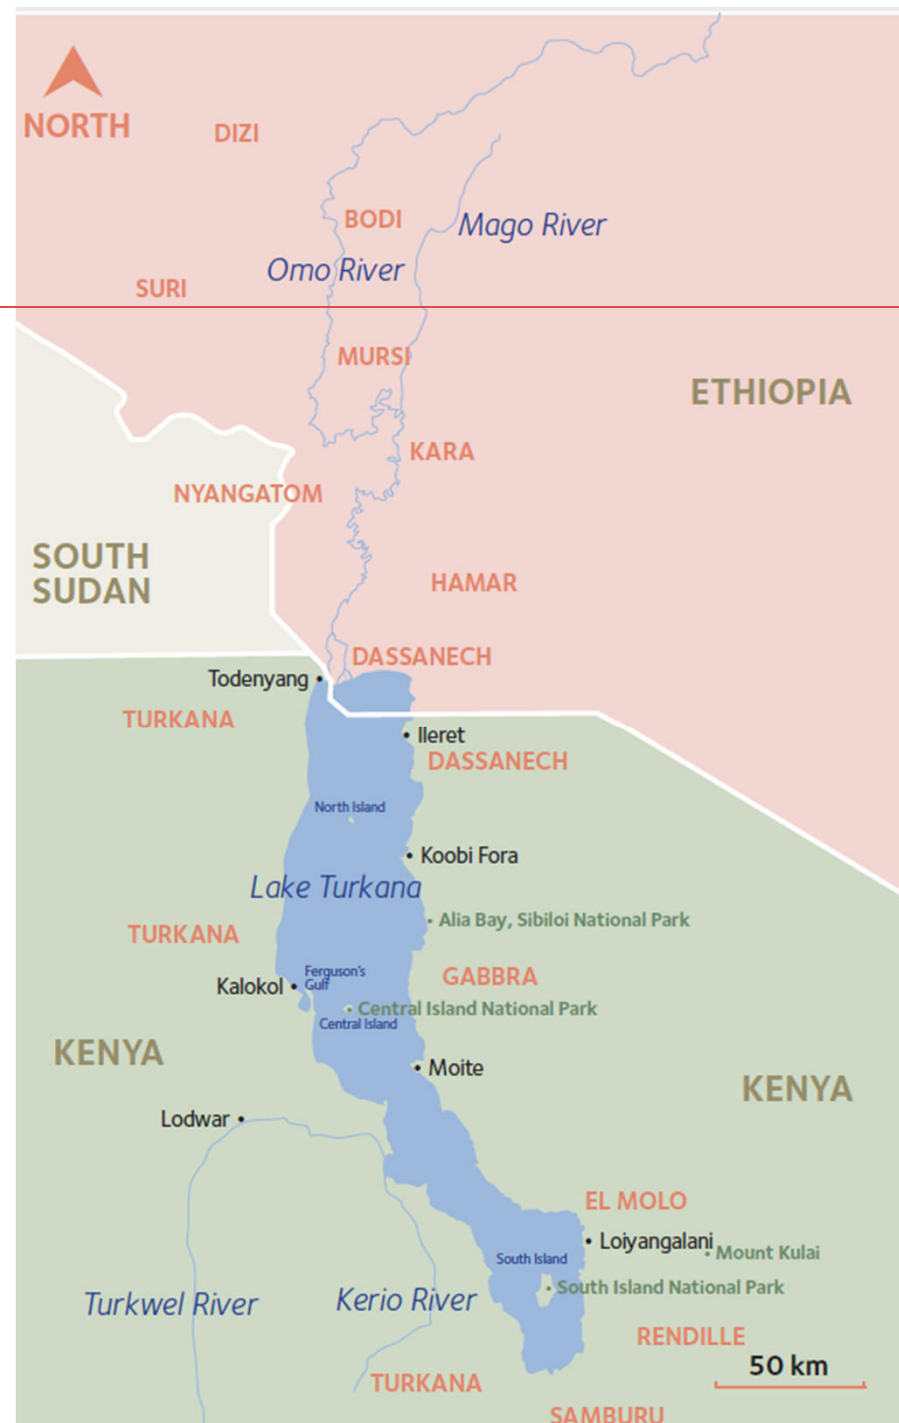 NORTH
DIZI
BODI
Mago River
Omo River
SURI
MURSI
ETHIOPIA
KARA
NYANGATOM
SOUTH
SUDAN
HAMAR
DASSANECH
Todenyang
TURKANA
Ileret
DASSANECH
North Island
Koobi Fora
Lake Turkana
Alia Bay, Sibiloi National Park
TURKANA
Ferguson's
Gulf
GABBRA
Kalokol
Central Island National Park
Central Island
KENYA
Moite
KENYA
Lodwar
EL MOLO
Loiyangalani
Mount Kulai
South Island
South Island National Park
Turkwel River
Kerio River
RENDILLE
50 km
TURKANA
SAMBURU